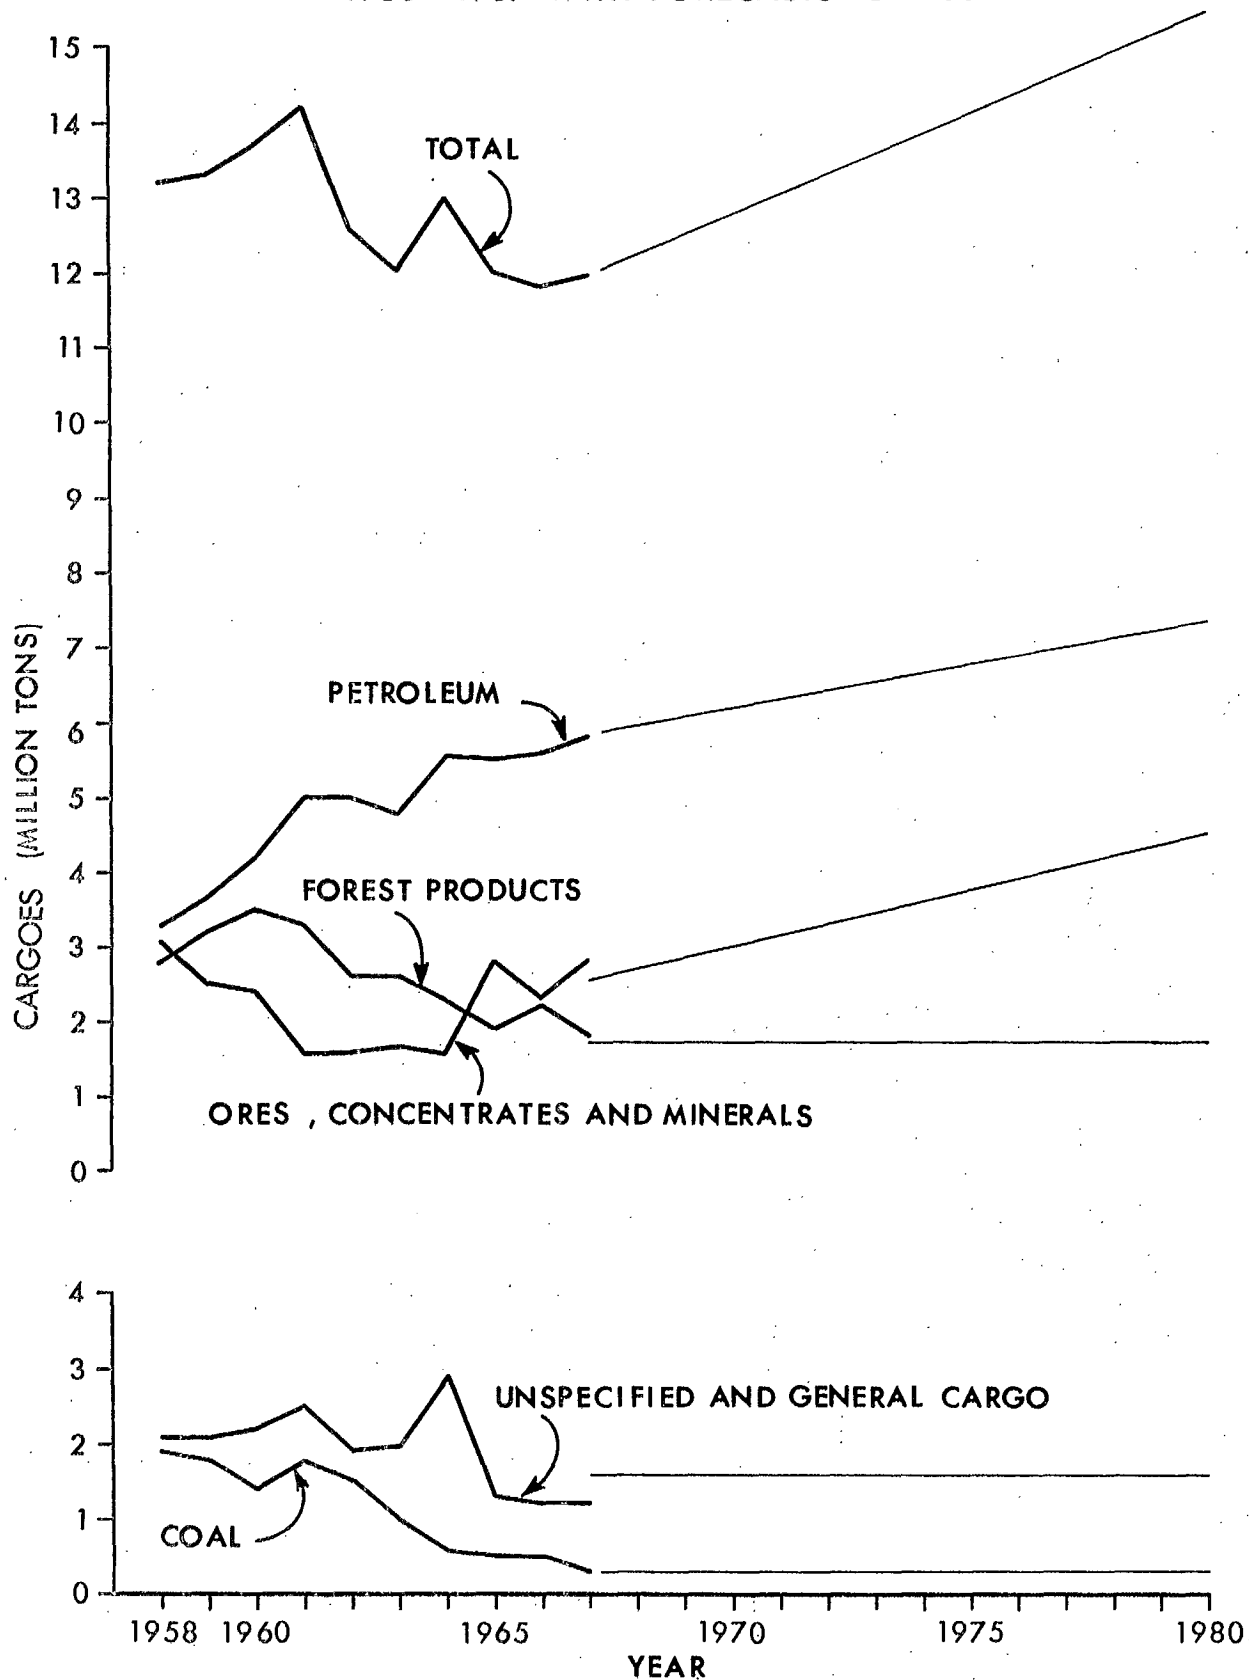 15
14
TOTAL
13
12
11
10
9
8
7
PETROLEUM
6
5
4
FOREST PRODUCTS
3
2
1
ORES , CONCENTRATES AND MINERALS
0
CARGOES (MILLION TONS)
4
3
UNSPECIFIED AND GENERAL CARGO
2
1
COAL
0
1958 1960 1965 1970 1975 1980
YEAR